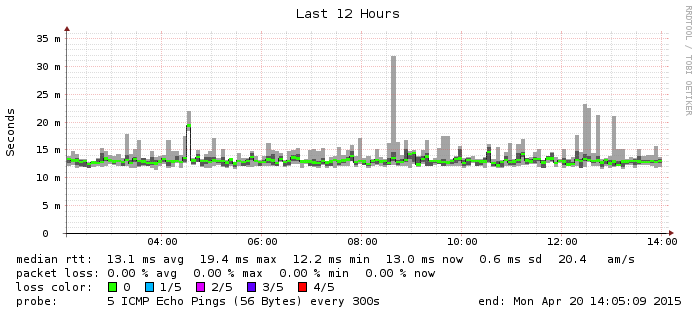 Last 12 Hours
RRDTOOL / TOBI OETIKER
Seconds
35 m
30 m
25 m
20 m
15 m
10 m
5 m
0
04:00 06:00 08:00 10:00 12:00 14:00
median rtt: 13.1 ms avg 19.4 ms max 12.2 ms min 13.0 ms now 0.6 ms sd 20.4 am/s
packet loss: 0.00 % avg 0.00 % max 0.00 % min 0.00 % now
loss color: 0 1/5 2/5 3/5 4/5
probe: 5 ICMP Echo Pings (56 Bytes) every 300s end: Mon Apr 20 14:05:09 2015